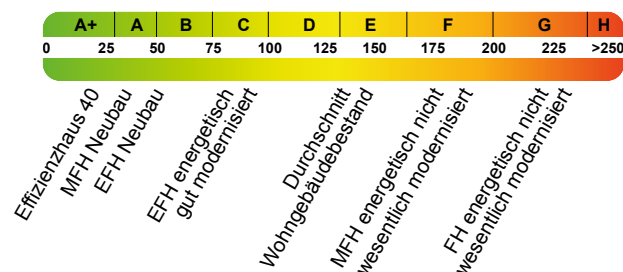 A+ A B C D E F G H
0 25 50 75 100 125 150 175 200 225 >250
Effizienzhaus 40
MFH Neubau
EFH Neubau
EFH energetisch
gut modernisiert
Durchschnitt
Wohngebäudebestand
MFH energetisch nicht
wesentlich modernisiert
FH energetisch nicht
wesentlich modernisiert